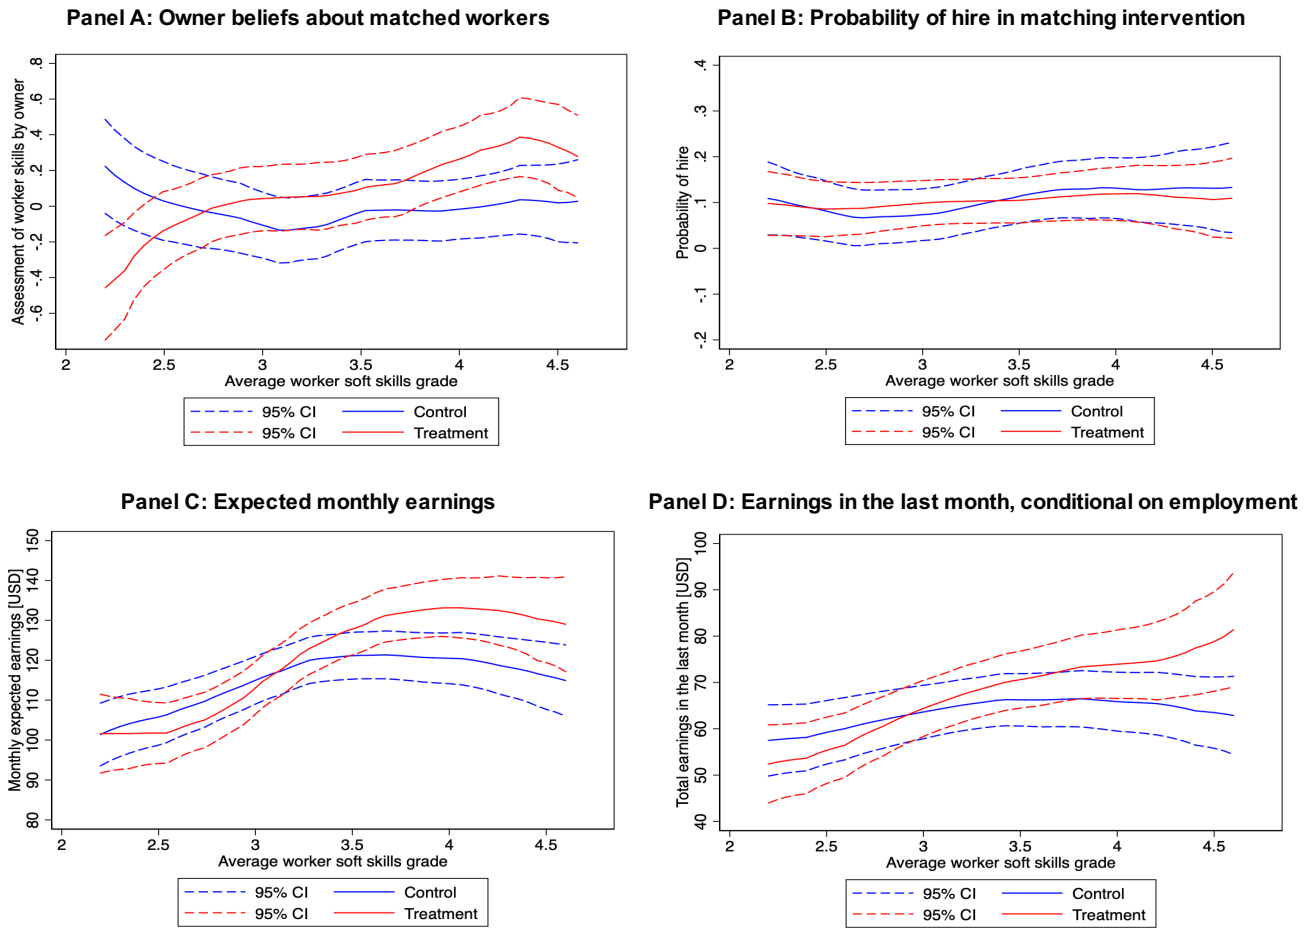 Panel A: Owner beliefs about matched workers
Assessment of worker skills by owner
.8
.6
.4
.2
0
-.2
-.4
-.6
2
2.5
3
3.5
4
4.5
Average worker soft skills grade
95% CI
Control
95% CI
Treatment
Panel B: Probability of hire in matching intervention
Probability of hire
.4
.3
.2
.1
0
-.1
-.2
2
2.5
3
3.5
4
4.5
Average worker soft skills grade
95% CI
Control
95% CI
Treatment
Panel C: Expected monthly earnings
Monthly expected earnings [USD]
150
140
130
120
110
100
90
80
2
2.5
3
3.5
4
4.5
Average worker soft skills grade
95% CI
Control
95% CI
Treatment
Panel D: Earnings in the last month, conditional on employment
Total earnings in the last month [USD]
100
90
80
70
60
50
40
2
2.5
3
3.5
4
4.5
Average worker soft skills grade
95% CI
Control
95% CI
Treatment